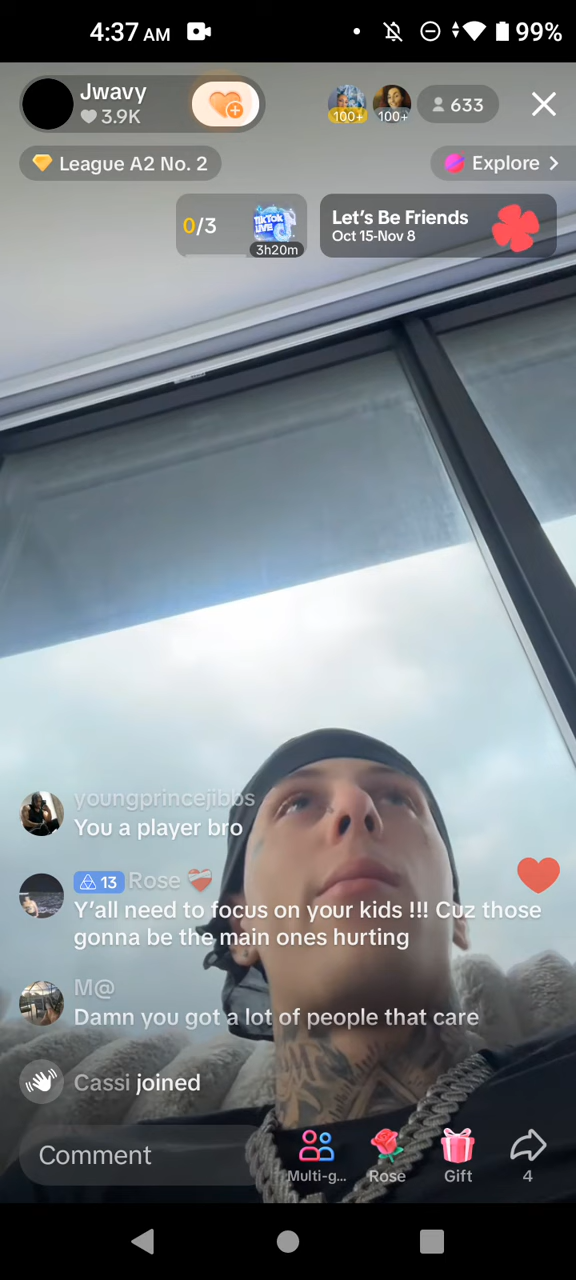 4:37 AM
99%
Jwavy
3.9K
100+
100+
633
League A2 No. 2
Explore >
0/3
TikTok
LIVE
3h20m
Let's Be Friends
Oct 15-Nov 8
youngprincejibbs
You a player bro
13 Rose
Y'all need to focus on your kids !!! Cuz those
gonna be the main ones hurting
M@
Damn you got a lot of people that care
Cassi joined
Comment
Multi-g...
Rose
Gift
4